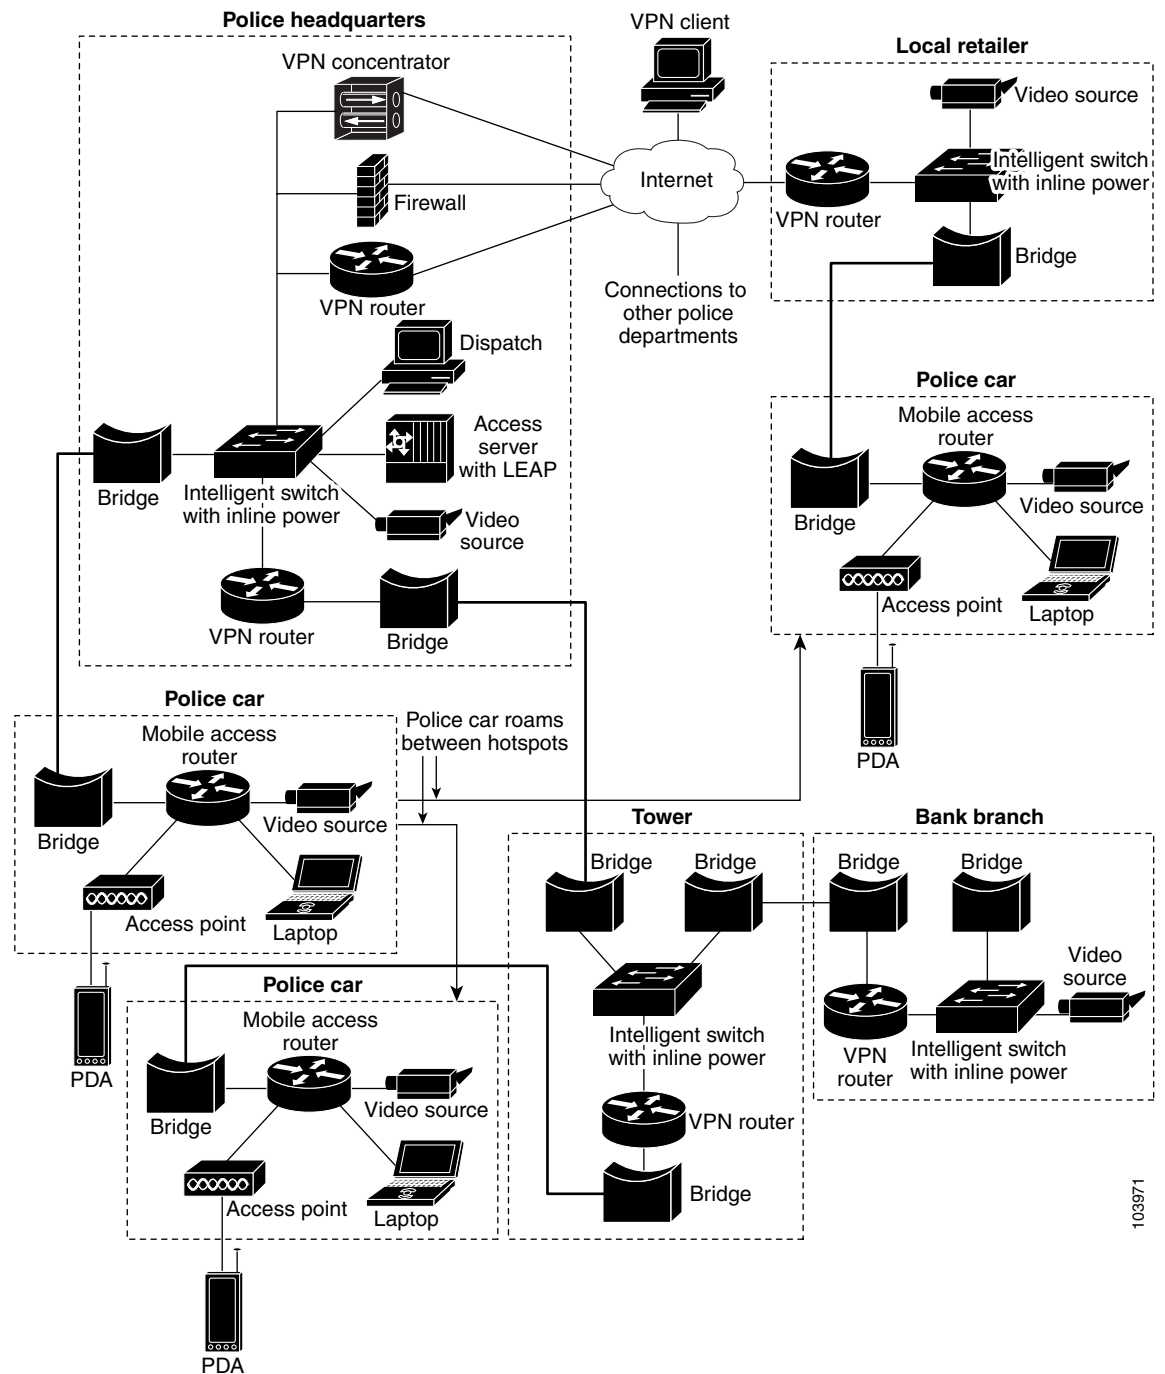 Police headquarters
VPN concentrator
Firewall
VPN router
Dispatch
Access
server
with LEAP
Bridge
Intelligent switch
with inline power
Video
source
VPN router
Bridge
VPN client
Internet
Connections to
other police
departments
Local retailer
Video source
Intelligent switch
with inline power
VPN router
Bridge
Police car
Mobile access
router
Bridge
Video source
Access point
Laptop
PDA
Police car
Mobile access
router
Bridge
Video source
Access point
Laptop
PDA
Police car roams
between hotspots
Police car
Mobile access
router
Bridge
Video source
Access point
Laptop
PDA
Tower
Bridge
Bridge
Intelligent switch
with inline power
VPN router
Bridge
Bank branch
Bridge
Bridge
Video
source
VPN
router
Intelligent switch
with inline power
103971